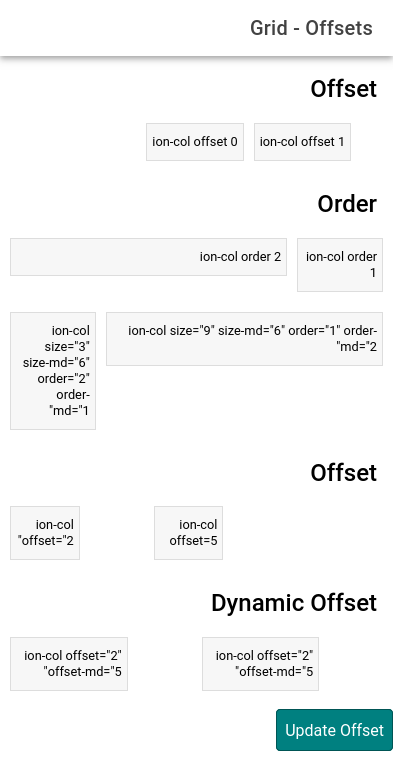 Grid - Offsets
Offset
ion-col offset 0
ion-col offset 1
Order
ion-col order 2
ion-col order
1
ion-col
size="3"
size-md="6"
order="2"
order-
"md="1
ion-col size="9" size-md="6" order="1" order-
"md="2
Offset
ion-col
"offset="2
ion-col
offset=5
Dynamic Offset
ion-col offset="2"
"offset-md="5
ion-col offset="2"
"offset-md="5
Update Offset